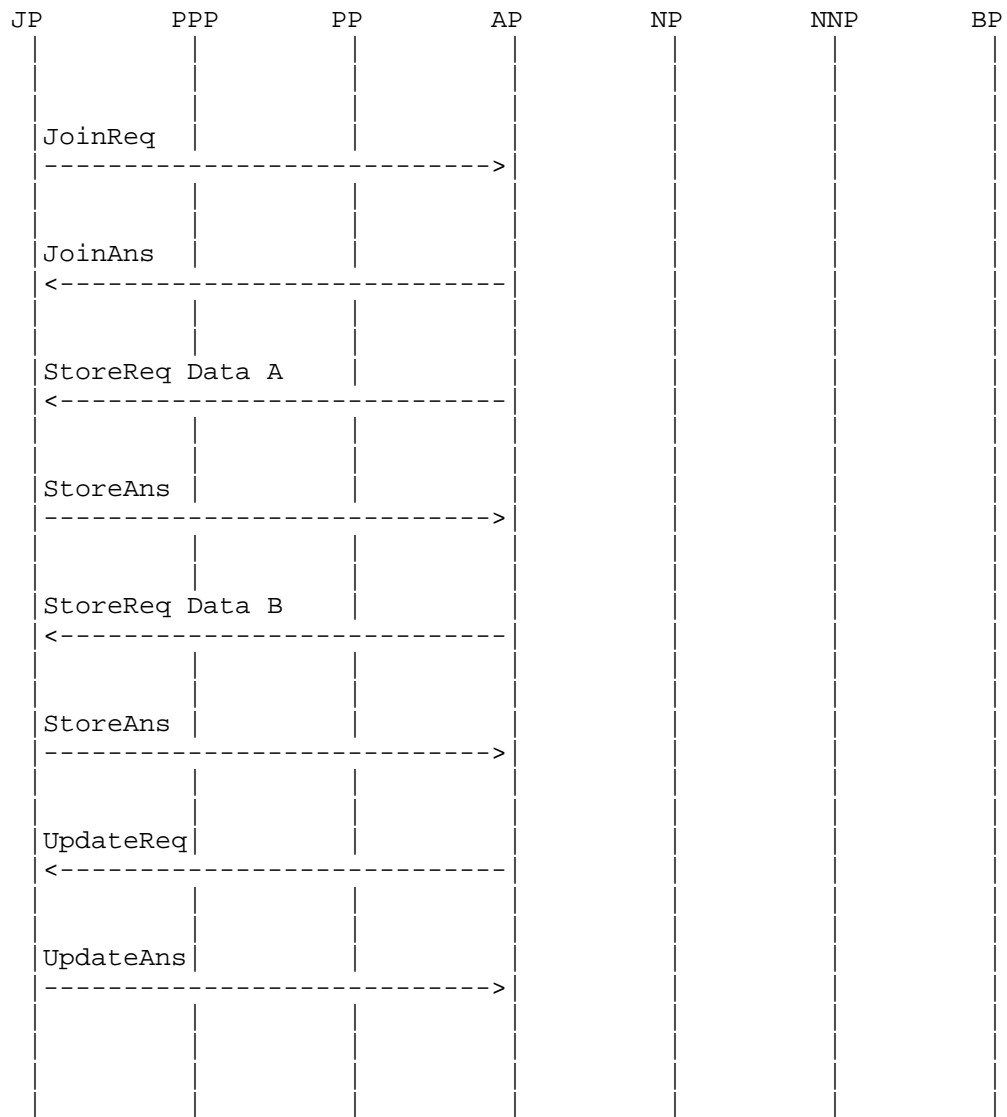 JP PPP PP AP NP NNP BP
JoinReq
JoinAns
StoreReq Data A
StoreAns
StoreReq Data B
StoreAns
UpdateReq
UpdateAns